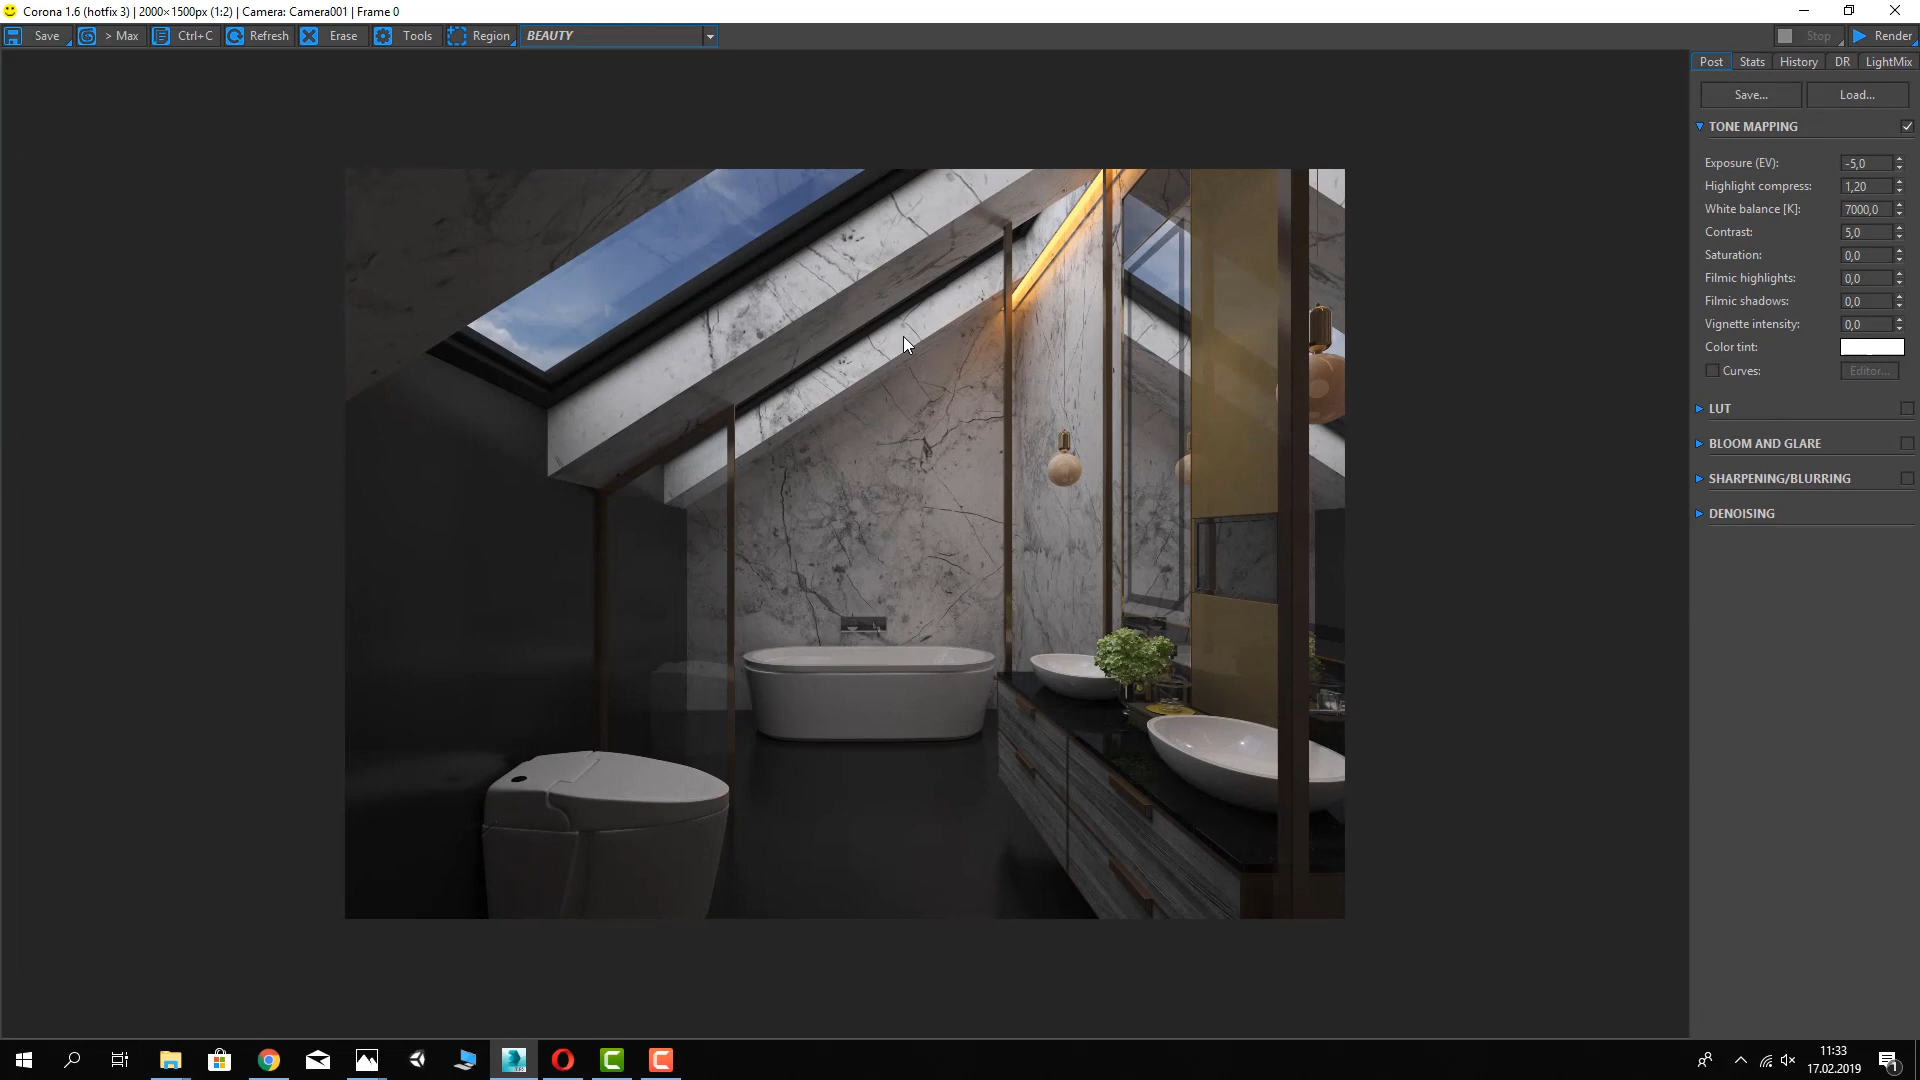 Corona 1.6 (hotfix 3) | 2000×1500px (1:2) | Camera: Camera001 | Frame 0
Save > Max Ctrl+C Refresh Erase Tools Region BEAUTY Stop Render
Post Stats History DR LightMix
Save... Load...
TONE MAPPING
Exposure (EV): -5,0
Highlight compress: 1,20
White balance [K]: 7000,0
Contrast: 5,0
Saturation: 0,0
Filmic highlights: 0,0
Filmic shadows: 0,0
Vignette intensity: 0,0
Color tint:
Curves: Editor...
LUT
BLOOM AND GLARE
SHARPENING/BLURRING
DENOISING
11:33
17.02.2019
1